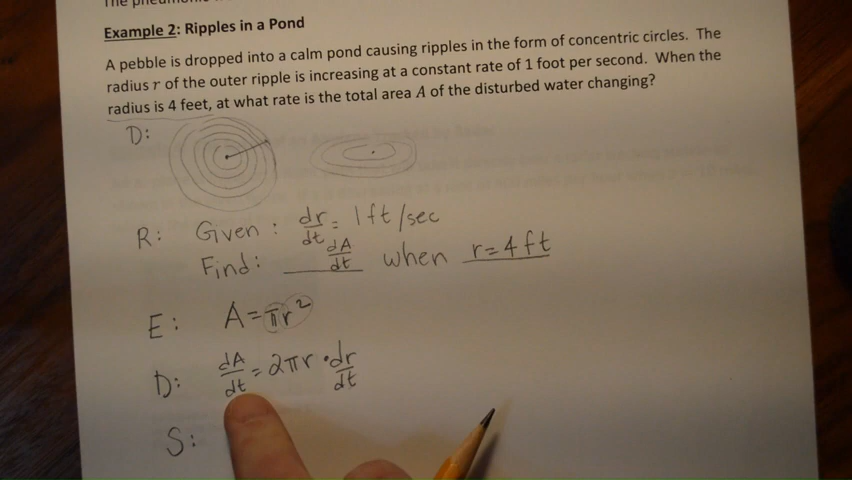 The pneumonic
Example 2: Ripples in a Pond
A pebble is dropped into a calm pond causing ripples in the form of concentric circles. The
radius r of the outer ripple is increasing at a constant rate of 1 foot per second. When the
radius is 4 feet, at what rate is the total area A of the disturbed water changing?
D:
R: Given: dr/dt = 1 ft/sec
Find: dA/dt when r=4 ft
E: A=πr²
D: dA/dt = 2πr · dr/dt
S: